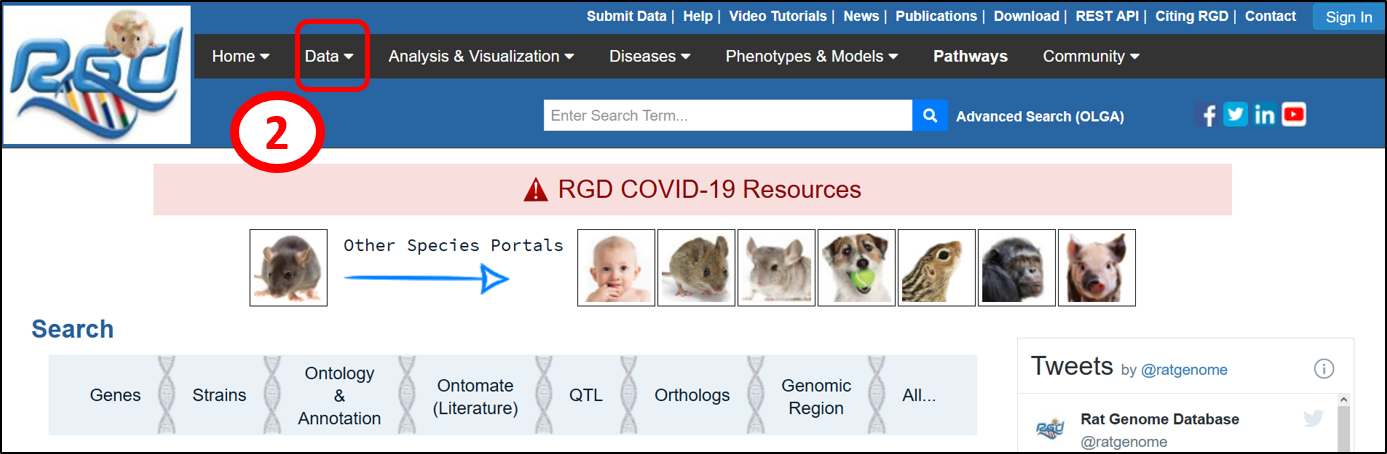 Submit Data | Help | Video Tutorials | News | Publications | Download | REST API | Citing RGD | Contact Sign In
RGD
Home Data Analysis & Visualization Diseases Phenotypes & Models Pathways Community
Enter Search Term... Advanced Search (OLGA)
2
RGD COVID-19 Resources
Other Species Portals
Search
Genes
Strains
Ontology
&
Annotation
Ontomate
(Literature)
QTL
Orthologs
Genomic
Region
All...
Tweets by @ratgenome
RGD
Rat Genome Database
@ratgenome